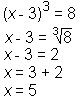 (x - 3)³ = 8
x - 3 = ∛8
x - 3 = 2
x = 3 + 2
x = 5